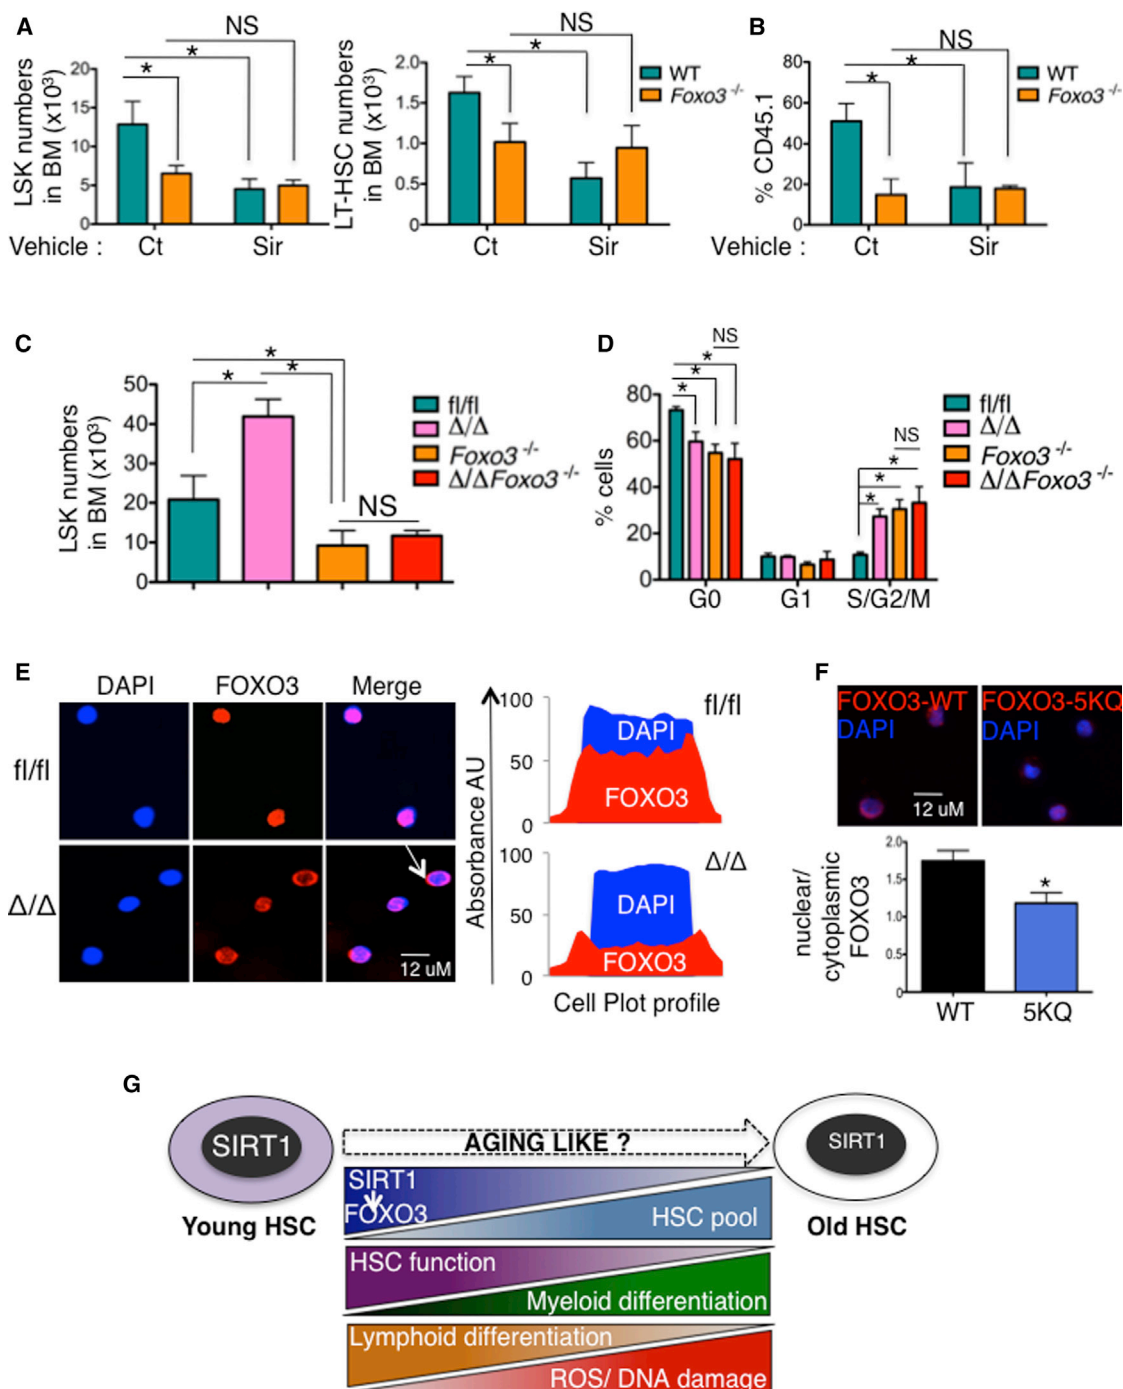 A
NS
*
*
LSK numbers
in BM (x10³)
20
15
10
5
0
Vehicle :
Ct
Sir
NS
*
*
LT-HSC numbers
in BM (x10³)
2.0
1.5
1.0
0.5
0
Ct
Sir
WT
Foxo3 -/-
B
NS
*
*
% CD45.1
80
60
40
20
0
Vehicle :
Ct
Sir
WT
Foxo3 -/-
C
*
*
*
NS
LSK numbers
in BM (x10³)
50
40
30
20
10
0
fl/fl
Δ/Δ
Foxo3 -/-
Δ/ΔFoxo3 -/-
D
NS
*
*
*
% cells
80
60
40
20
0
NS
*
*
*
G0
G1
S/G2/M
fl/fl
Δ/Δ
Foxo3 -/-
Δ/ΔFoxo3 -/-
E
DAPI
FOXO3
Merge
fl/fl
Δ/Δ
12 uM
Absorbance AU
100
50
0
fl/fl
DAPI
FOXO3
100
50
0
Δ/Δ
DAPI
FOXO3
Cell Plot profile
F
FOXO3-WT
DAPI
12 uM
FOXO3-5KQ
DAPI
nuclear/
cytoplasmic
FOXO3
2.0
1.5
1.0
0.5
0.0
*
WT
5KQ
G
SIRT1
Young HSC
AGING LIKE ?
SIRT1
Old HSC
SIRT1
FOXO3
HSC pool
HSC function
Myeloid differentiation
Lymphoid differentiation
ROS/ DNA damage